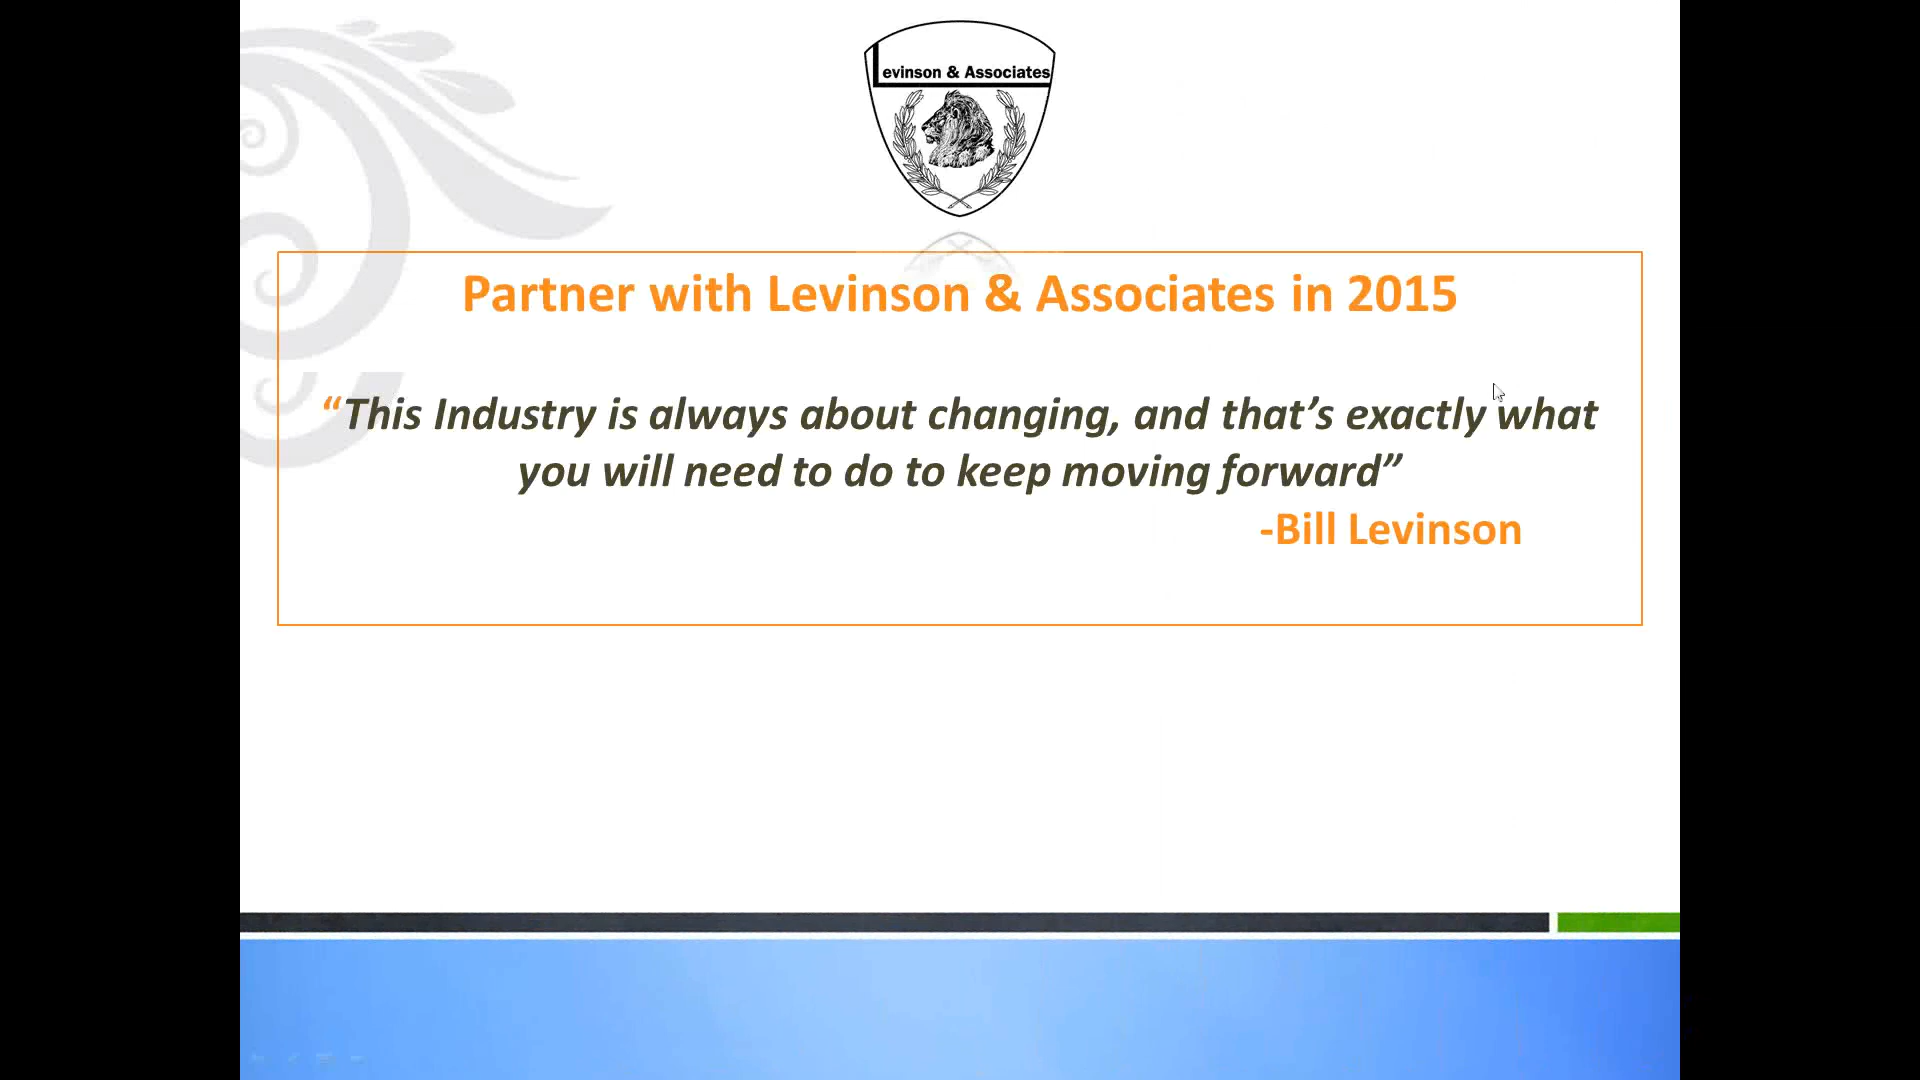 Levinson & Associates
Partner with Levinson & Associates in 2015
“This Industry is always about changing, and that’s exactly what
you will need to do to keep moving forward”
-Bill Levinson